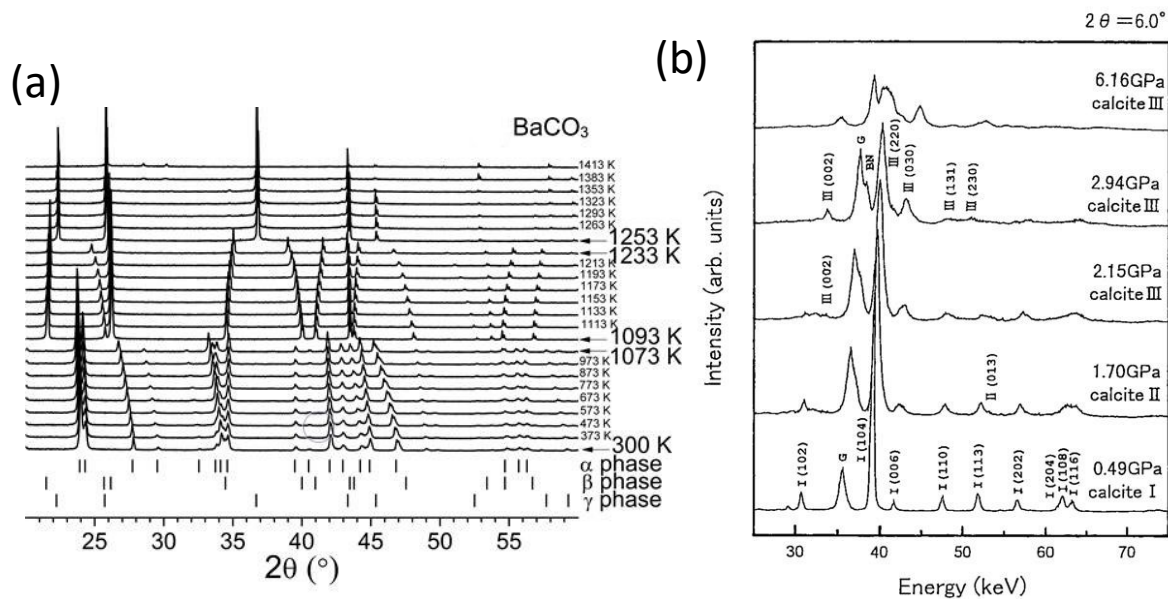 (a)
BaCO₃
1413 K
1383 K
1353 K
1323 K
1293 K
1263 K
1253 K
1233 K
1213 K
1193 K
1173 K
1153 K
1133 K
1113 K
1093 K
1073 K
973 K
873 K
773 K
673 K
573 K
473 K
373 K
300 K
α phase
β phase
γ phase
25 30 35 40 45 50 55
2θ (°)
(b)
2 θ = 6.0°
Intensity (arb. units)
6.16GPa
calcite III
G
BN
III (220)
III (002)
III (030)
III (131)
III (230)
2.94GPa
calcite III
III (002)
2.15GPa
calcite III
1.70GPa
calcite II
II (013)
I (102)
G
I (104)
I (006)
I (110)
I (113)
I (202)
I (204)
I (108)
I (116)
0.49GPa
calcite I
30 40 50 60 70
Energy (keV)